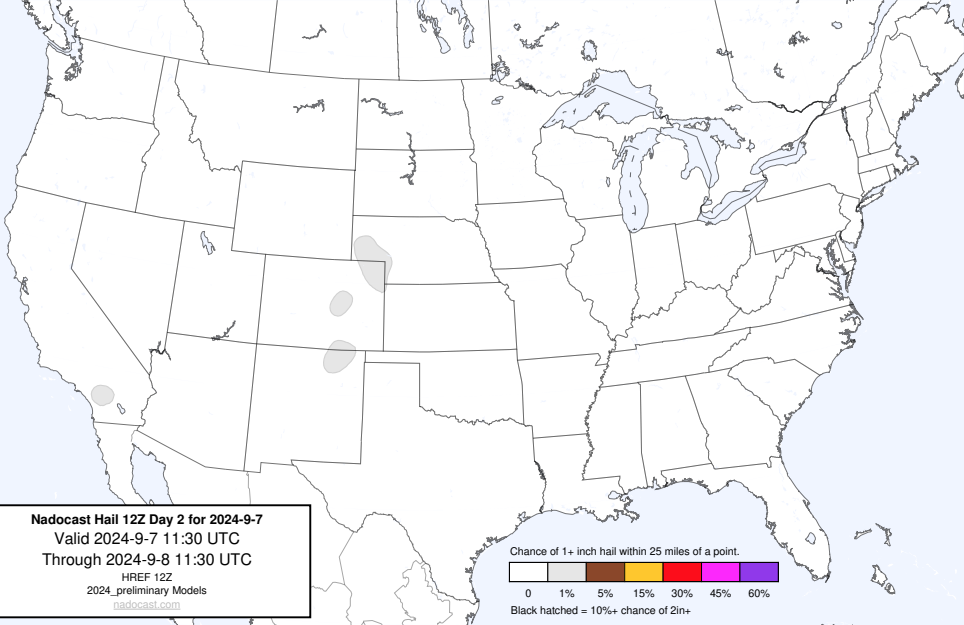 Nadocast Hail 12Z Day 2 for 2024-9-7
Valid 2024-9-7 11:30 UTC
Through 2024-9-8 11:30 UTC
HREF 12Z
2024_preliminary Models
nadocast.com
Chance of 1+ inch hail within 25 miles of a point.
0 1% 5% 15% 30% 45% 60%
Black hatched = 10%+ chance of 2in+